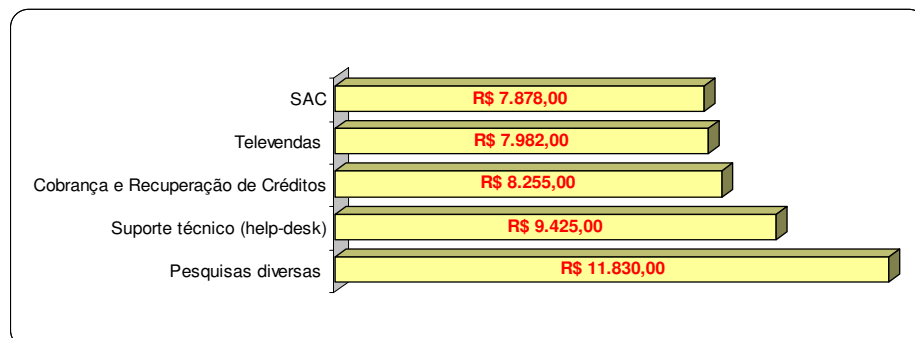 SAC R$ 7.878,00
Televendas R$ 7.982,00
Cobrança e Recuperação de Créditos R$ 8.255,00
Suporte técnico (help-desk) R$ 9.425,00
Pesquisas diversas R$ 11.830,00